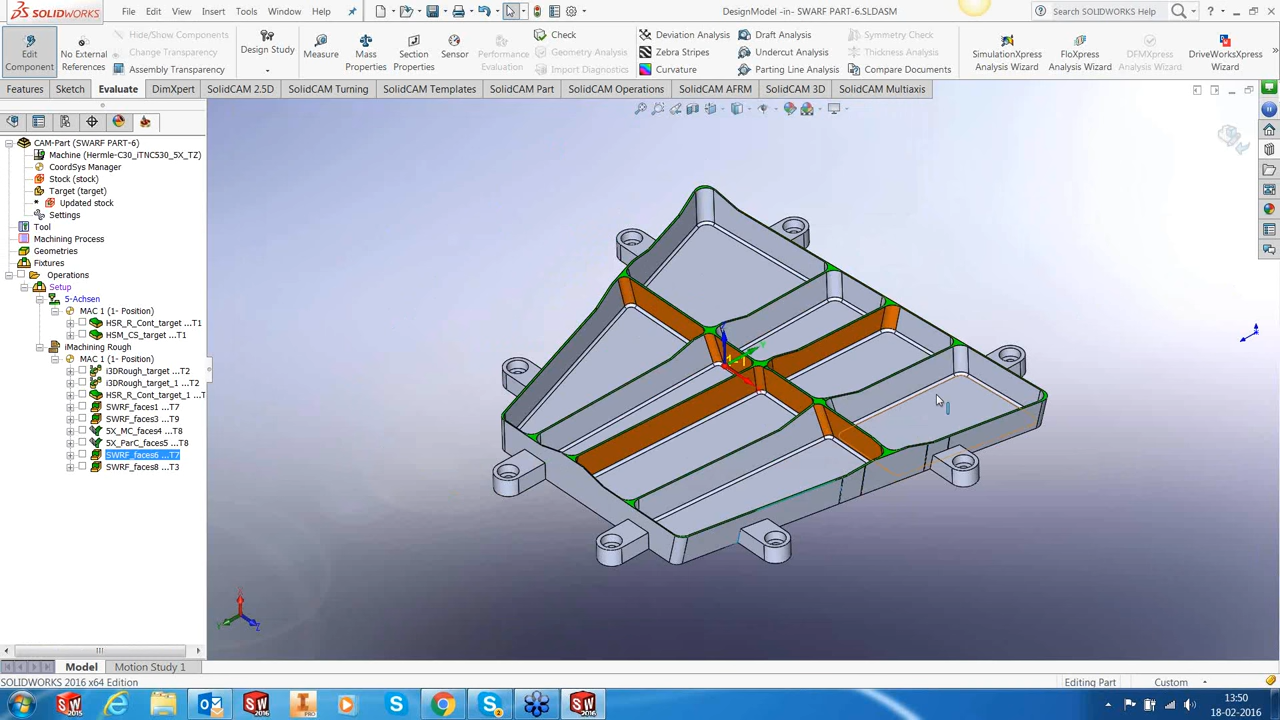 SOLIDWORKS File Edit View Insert Tools Window Help DesignModel -in- SWARF PART-6.SLDASM Search SOLIDWORKS Help
Edit Component
No External References
Hide/Show Components
Change Transparency
Assembly Transparency
Design Study
Measure
Mass Properties
Section Properties
Sensor
Performance Evaluation
Check
Geometry Analysis
Import Diagnostics
Deviation Analysis
Zebra Stripes
Curvature
Draft Analysis
Undercut Analysis
Parting Line Analysis
Symmetry Check
Thickness Analysis
Compare Documents
SimulationXpress Analysis Wizard
FloXpress Analysis Wizard
DFMXpress Analysis Wizard
DriveWorksXpress Wizard
Features Sketch Evaluate DimXpert SolidCAM 2.5D SolidCAM Turning SolidCAM Templates SolidCAM Part SolidCAM Operations SolidCAM AFRM SolidCAM 3D SolidCAM Multiaxis
CAM-Part (SWARF PART-6)
Machine (Hermle-C30_iTNC530_5X_TZ)
CoordSys Manager
Stock (stock)
Target (target)
* Updated stock
Settings
Tool
Machining Process
Geometries
Fixtures
Operations
Setup
5-Achsen
MAC 1 (1- Position)
HSR_R_Cont_target ...T1
HSM_CS_target ...T1
iMachining Rough
MAC 1 (1- Position)
i3DRough_target ...T2
i3DRough_target_1 ...T2
HSR_R_Cont_target_1 ...T
SWRF_faces1 ...T7
SWRF_faces3 ...T9
5X_MC_faces4 ...T8
5X_ParC_faces5 ...T8
SWRF_faces6 ...T7
SWRF_faces8 ...T3
Model Motion Study 1
SOLIDWORKS 2016 x64 Edition Editing Part Custom
13:50
18-02-2016